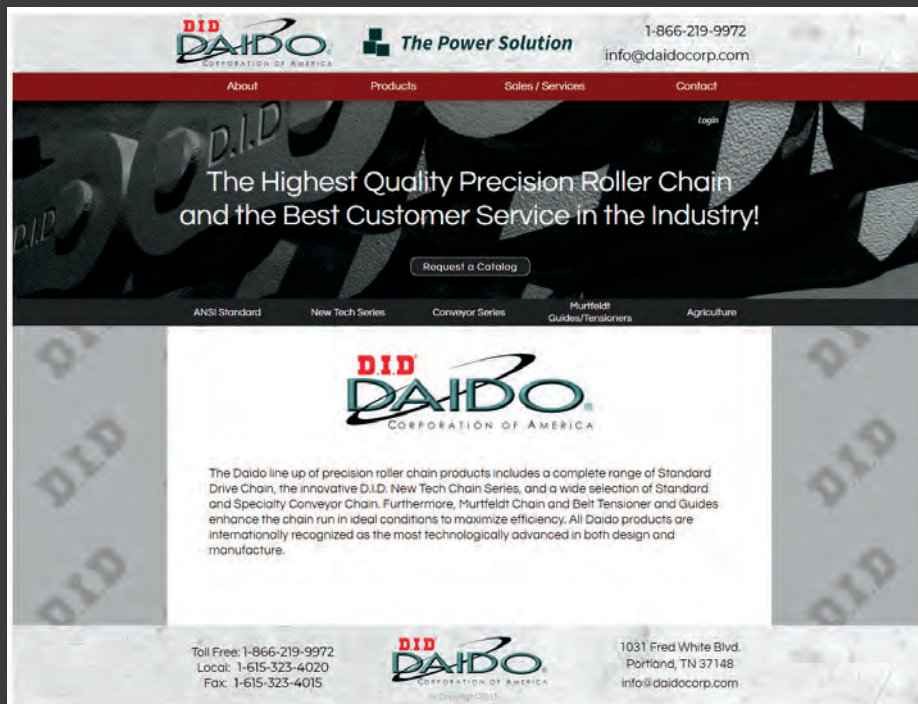 D.I.D
DAIDO®
CORPORATION OF AMERICA
The Power Solution
1-866-219-9972
info@daidocorp.com
About Products Sales / Services Contact
Login
D.I.D
D.I.D
The Highest Quality Precision Roller Chain
and the Best Customer Service in the Industry!
Request a Catalog
ANSI Standard New Tech Series Conveyor Series Murtfeldt Guides/Tensioners Agriculture
D.I.D D.I.D
D.I.D®
DAIDO®
CORPORATION OF AMERICA
D.I.D D.I.D
The Daido line up of precision roller chain products includes a complete range of Standard
Drive Chain, the innovative D.I.D. New Tech Chain Series, and a wide selection of Standard
and Specialty Conveyor Chain. Furthermore, Murtfeldt Chain and Belt Tensioner and Guides
enhance the chain run in ideal conditions to maximize efficiency. All Daido products are
internationally recognized as the most technologically advanced in both design and
manufacture.
D.I.D D.I.D
Toll Free: 1-866-219-9972
Local: 1-615-323-4020
Fax: 1-615-323-4015
D.I.D
DAIDO®
CORPORATION OF AMERICA
1031 Fred White Blvd.
Portland, TN 37148
info@daidocorp.com